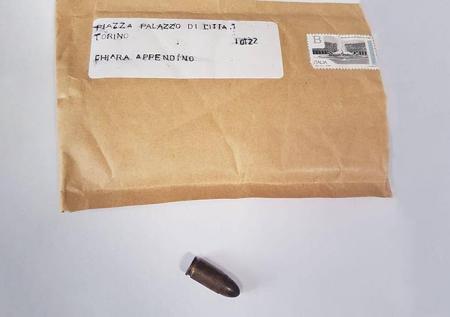 PIAZZA PALAZZO DI CITTA 1
TORINO 10122
CHIARA APPENDINO
B
ITALIA